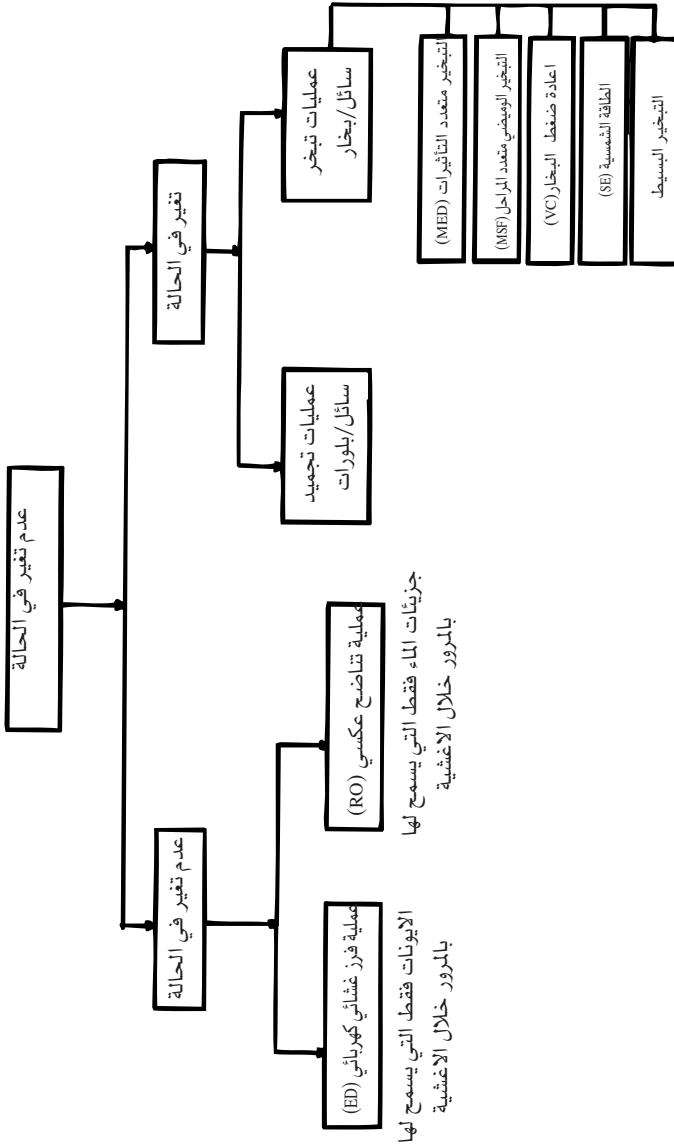 عدم تغير في الحالة
تغير في الحالة
عدم تغير في الحالة
عمليات تبخر
سائل/بخار
عمليات تجميد
سائل/بلورات
عملية تناضح عكسي (RO)
جزيئات الماء فقط التي يسمح لها
بالمرور خلال الاغشية
عملية فرز غشائي كهربائي (ED)
الايونات فقط التي يسمح لها
بالمرور خلال الاغشية
التبخير متعدد التأثيرات (MED)
التبخير الوميضي متعدد المراحل (MSF)
اعادة ضغط البخار (VC)
الطاقة الشمسية (SE)
التبخير البسيط